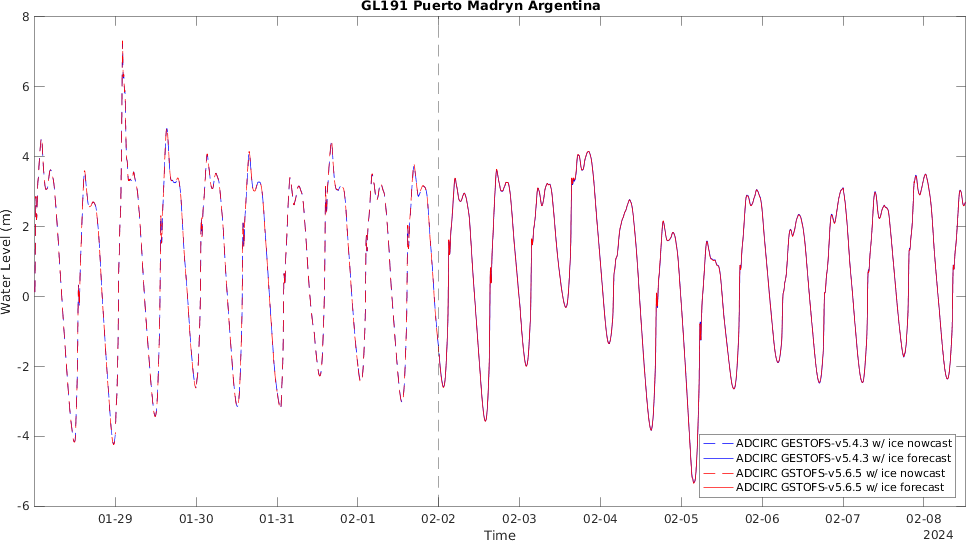 GL191 Puerto Madryn Argentina
8
6
4
2
0
-2
-4
-6
Water Level (m)
ADCIRC GESTOFS-v5.4.3 w/ ice nowcast
ADCIRC GESTOFS-v5.4.3 w/ ice forecast
ADCIRC GSTOFS-v5.6.5 w/ ice nowcast
ADCIRC GSTOFS-v5.6.5 w/ ice forecast
01-29 01-30 01-31 02-01 02-02 02-03 02-04 02-05 02-06 02-07 02-08
Time 2024